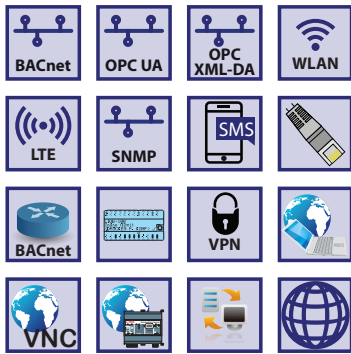 BACnet
OPC UA
OPC
XML-DA
WLAN
LTE
SNMP
SMS
BACnet
VPN
VNC